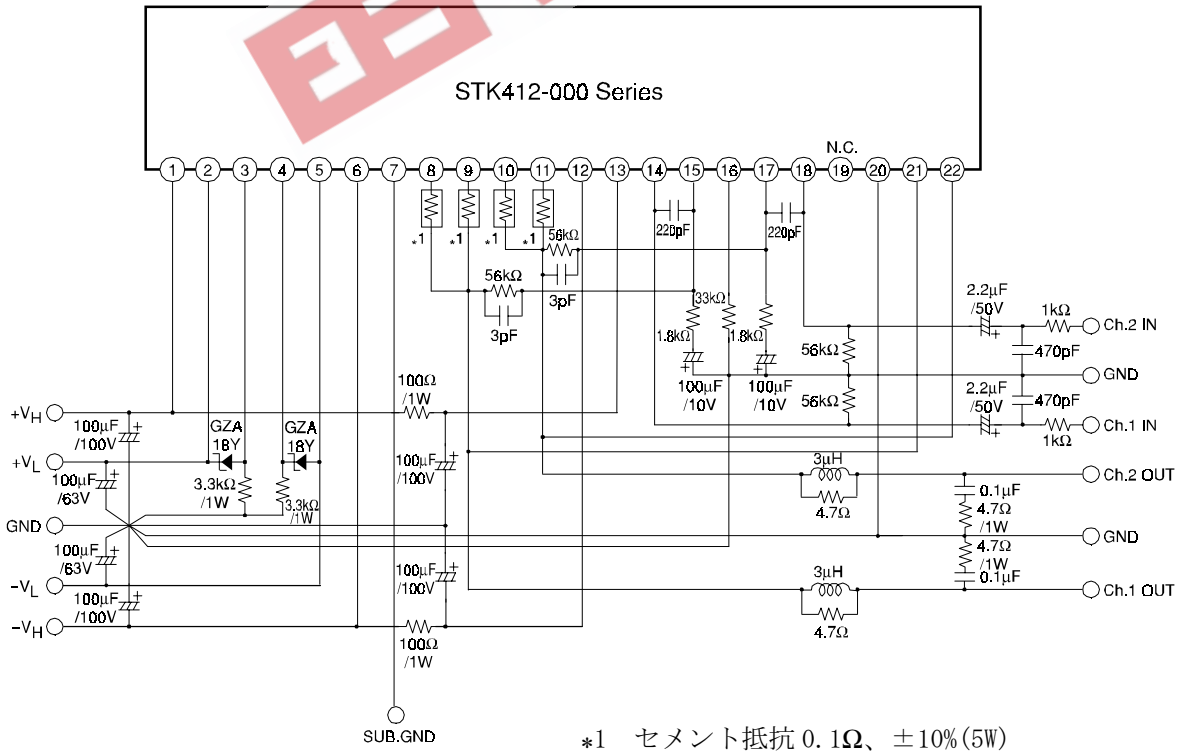 STK412-000 Series
N.C.
1 2 3 4 5 6 7 8 9 10 11 12 13 14 15 16 17 18 19 20 21 22
*1 *1 *1 *1
56kΩ
3pF
56kΩ
3pF
220pF
220pF
33kΩ
1.8kΩ
1.8kΩ
100μF
/10V
100μF
/10V
2.2μF
/50V
1kΩ
Ch.2 IN
470pF
56kΩ
GND
56kΩ
2.2μF
/50V
470pF
Ch.1 IN
1kΩ
+VH
100μF
/100V
100Ω
/1W
GZA
18Y
GZA
18Y
+VL
100μF
/63V
3.3kΩ
/1W
3.3kΩ
/1W
100μF
/100V
GND
100μF
/63V
-VL
100μF
/100V
100μF
/100V
-VH
100Ω
/1W
3μH
4.7Ω
Ch.2 OUT
0.1μF
4.7Ω
/1W
GND
4.7Ω
/1W
0.1μF
3μH
4.7Ω
Ch.1 OUT
SUB.GND
*1 セメント抵抗 0.1Ω、±10%(5W)